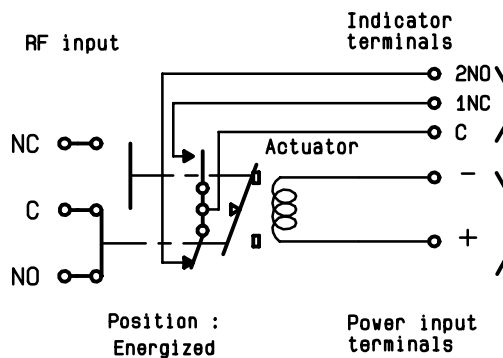 RF input
Indicator
terminals
2NO
1NC
C
NC
Actuator
-
C
+
NO
Position :
Energized
Power input
terminals